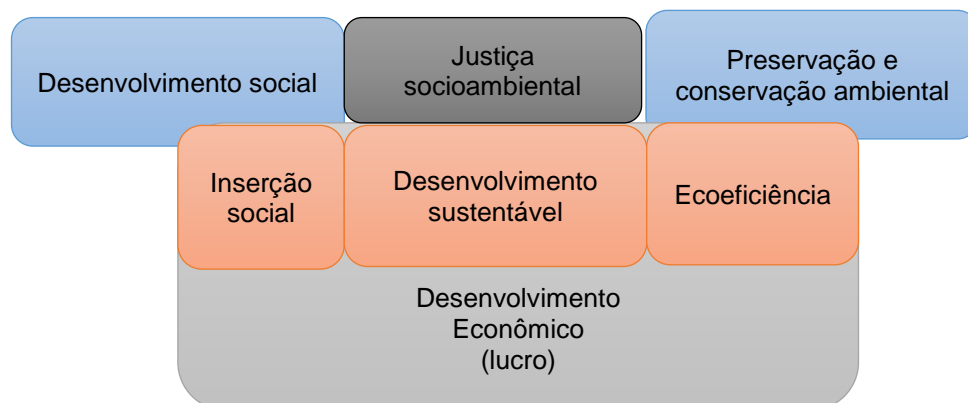 Desenvolvimento social
Justiça
socioambiental
Preservação e
conservação ambiental
Inserção
social
Desenvolvimento
sustentável
Ecoeficiência
Desenvolvimento
Econômico
(lucro)